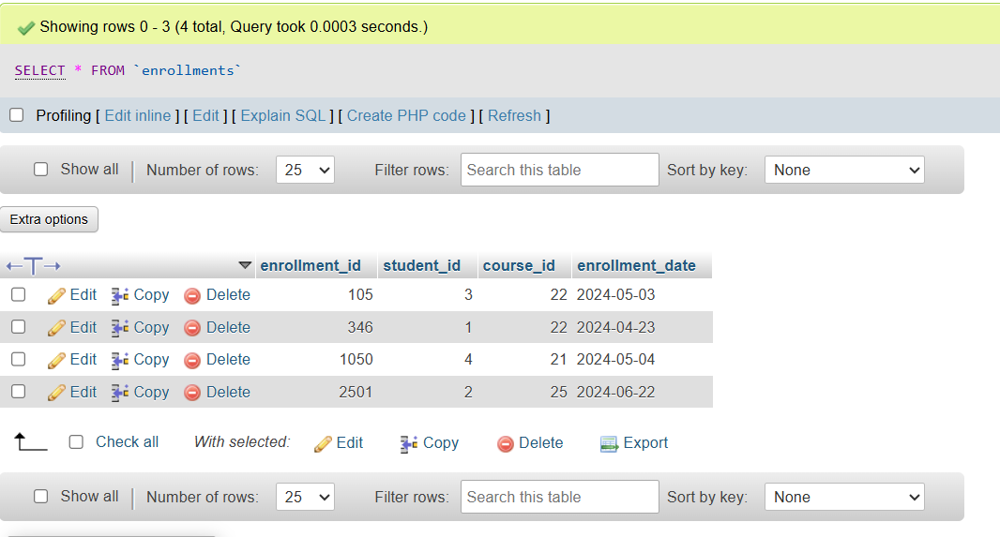 Showing rows 0 - 3 (4 total, Query took 0.0003 seconds.)
SELECT * FROM `enrollments`
Profiling [ Edit inline ] [ Edit ] [ Explain SQL ] [ Create PHP code ] [ Refresh ]
Show all Number of rows: 25 Filter rows: Search this table Sort by key: None
Extra options
enrollment_id student_id course_id enrollment_date
Edit Copy Delete 105 3 22 2024-05-03
Edit Copy Delete 346 1 22 2024-04-23
Edit Copy Delete 1050 4 21 2024-05-04
Edit Copy Delete 2501 2 25 2024-06-22
Check all With selected: Edit Copy Delete Export
Show all Number of rows: 25 Filter rows: Search this table Sort by key: None